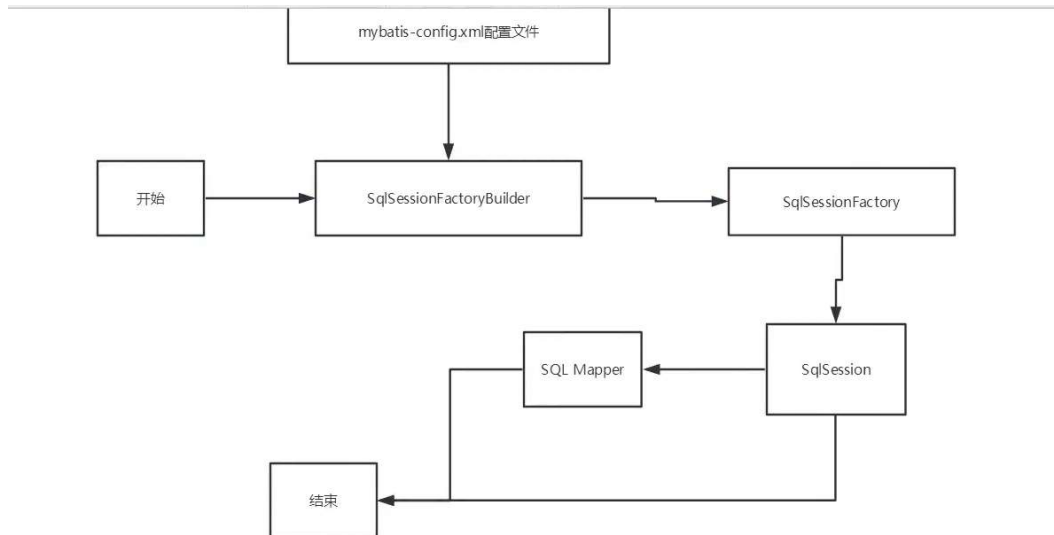 mybatis-config.xml配置文件
开始
SqlSessionFactoryBuilder
SqlSessionFactory
SQL Mapper
SqlSession
结束